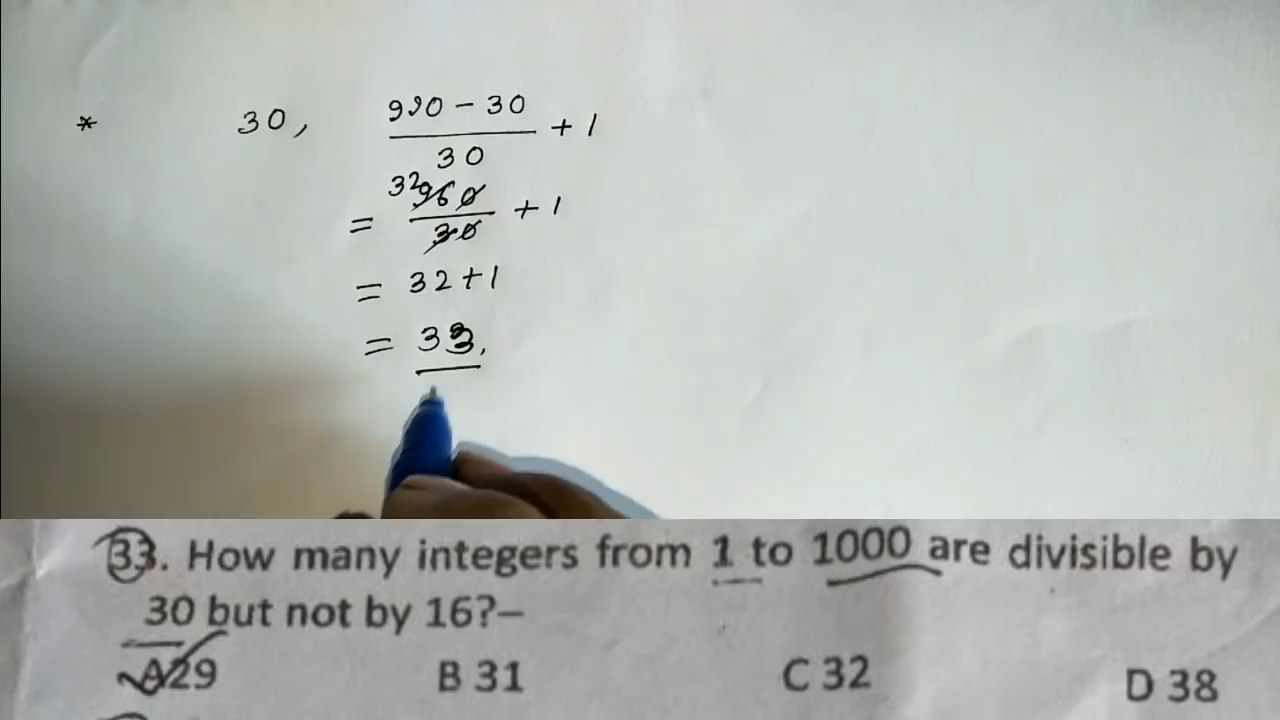 * 30, 990 - 30 / 30 + 1
= 32 960 / 30 + 1
= 32 + 1
= 33.
33. How many integers from 1 to 1000 are divisible by
30 but not by 16?–
A 29 B 31 C 32 D 38